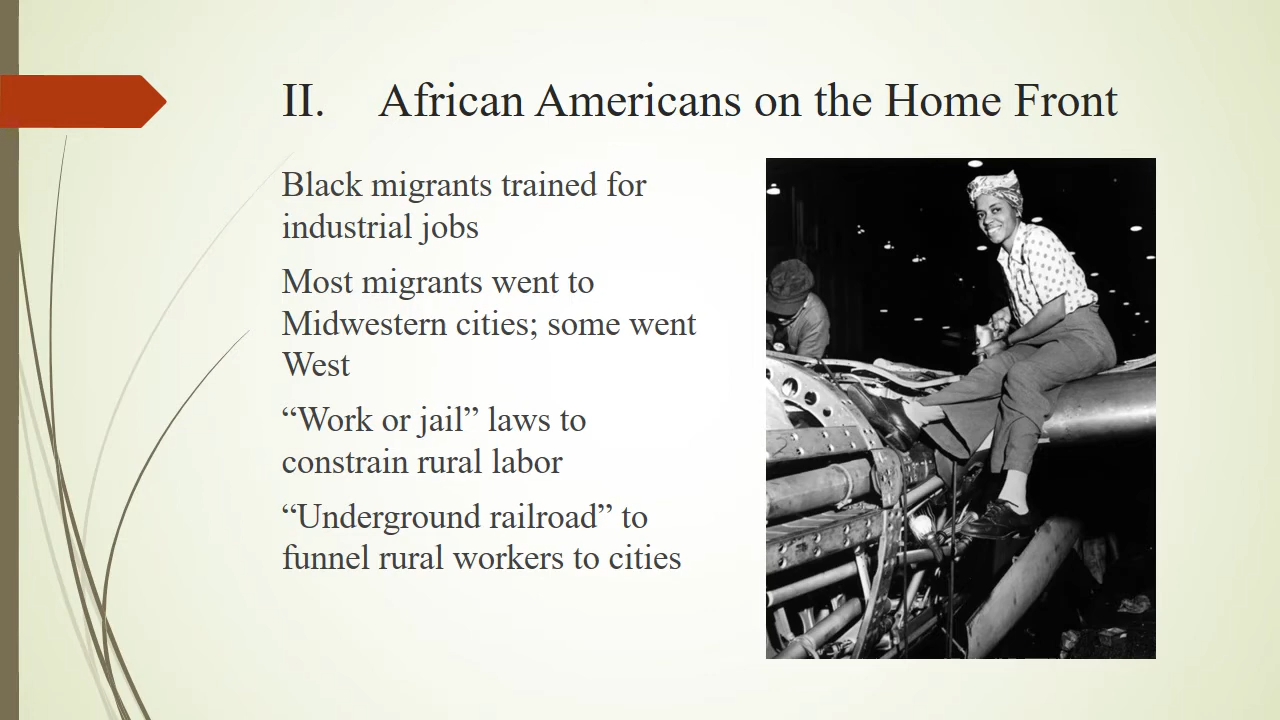 II. African Americans on the Home Front
Black migrants trained for
industrial jobs
Most migrants went to
Midwestern cities; some went
West
“Work or jail” laws to
constrain rural labor
“Underground railroad” to
funnel rural workers to cities